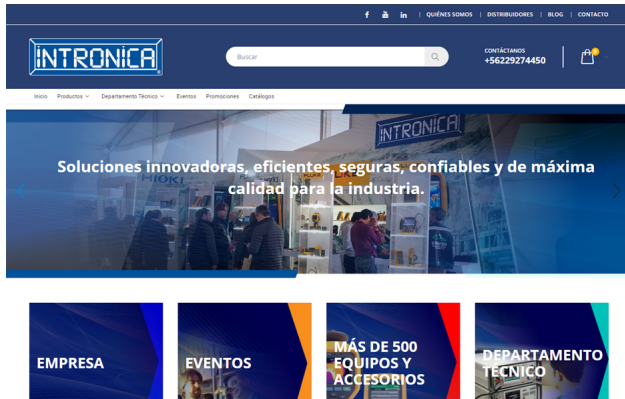 QUIÉNES SOMOS | DISTRIBUIDORES | BLOG | CONTACTO
INTRONICA
Buscar
CONTÁCTANOS
+56229274450
0
Inicio Productos Departamento Técnico Eventos Promociones Catálogos
INTRONICA
HIOKI
FLUKE
Soluciones innovadoras, eficientes, seguras, confiables y de máxima
calidad para la industria.
EMPRESA
EVENTOS
MÁS DE 500
EQUIPOS Y
ACCESORIOS
DEPARTAMENTO
TÉCNICO